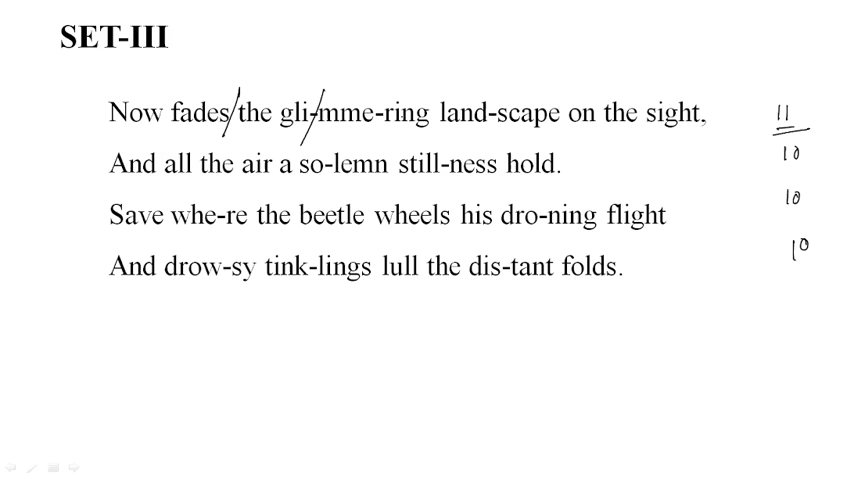 SET-III
Now fades/the gli-/mme-ring land-scape on the sight, 11
And all the air a so-lemn still-ness hold. 10
Save whe-re the beetle wheels his dro-ning flight 10
And drow-sy tink-lings lull the dis-tant folds. 10